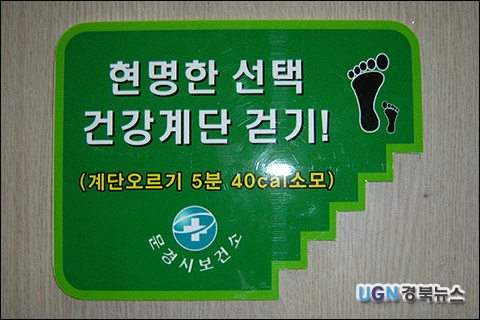 현명한 선택
건강계단 걷기!
(계단오르기 5분 40cal소모)
문경시보건소
UGN경북뉴스